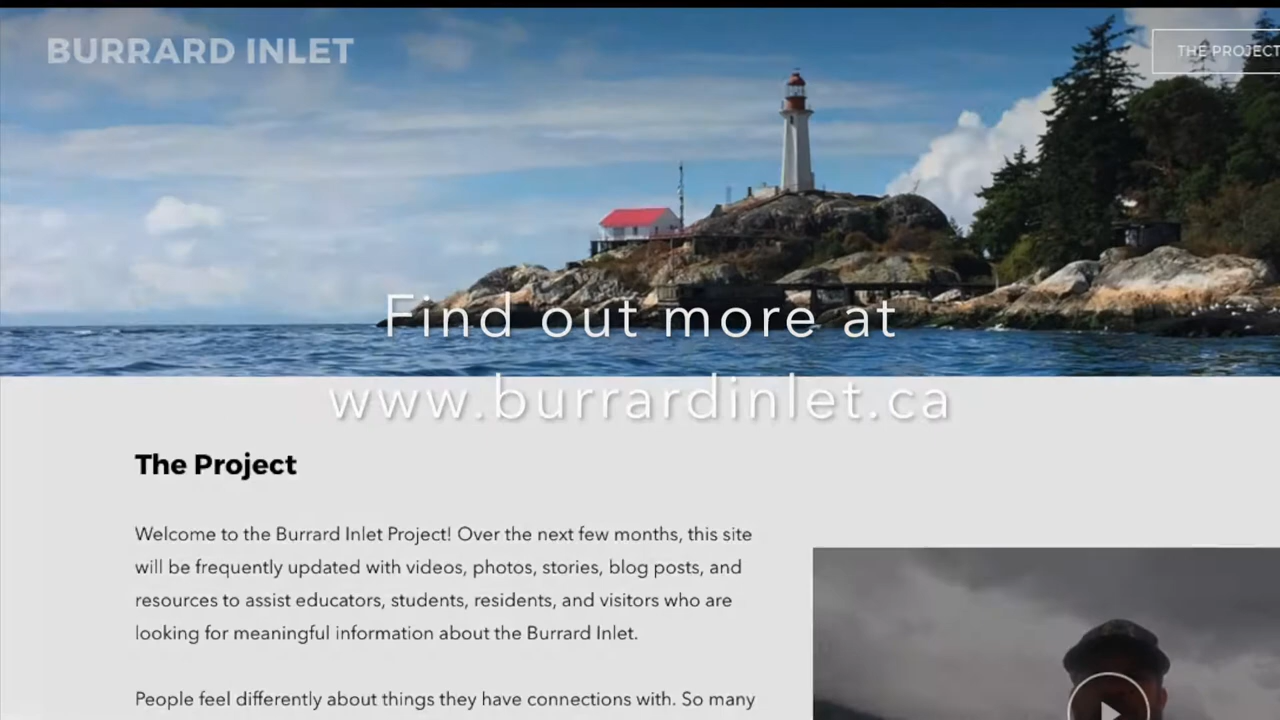 BURRARD INLET
THE PROJECT
Find out more at
www.burrardinlet.ca
The Project
Welcome to the Burrard Inlet Project! Over the next few months, this site
will be frequently updated with videos, photos, stories, blog posts, and
resources to assist educators, students, residents, and visitors who are
looking for meaningful information about the Burrard Inlet.
People feel differently about things they have connections with. So many